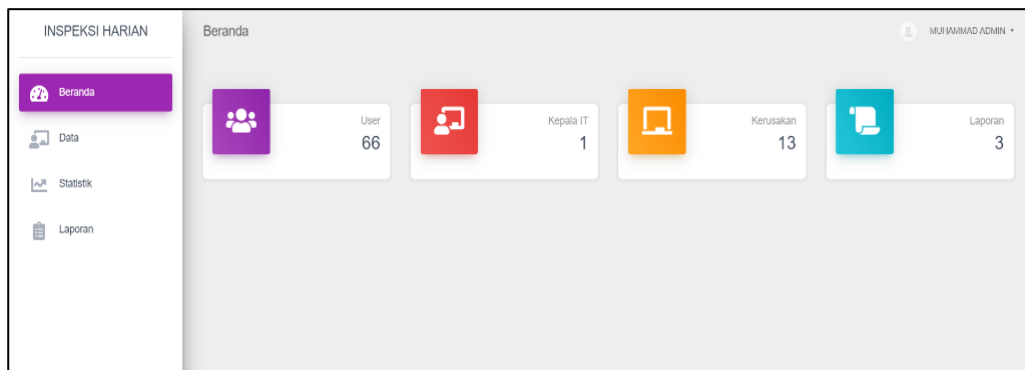 INSPEKSI HARIAN
Beranda
MUHAMMAD ADMIN
Beranda
Data
Statistik
Laporan
User
66
Kepala IT
1
Kerusakan
13
Laporan
3